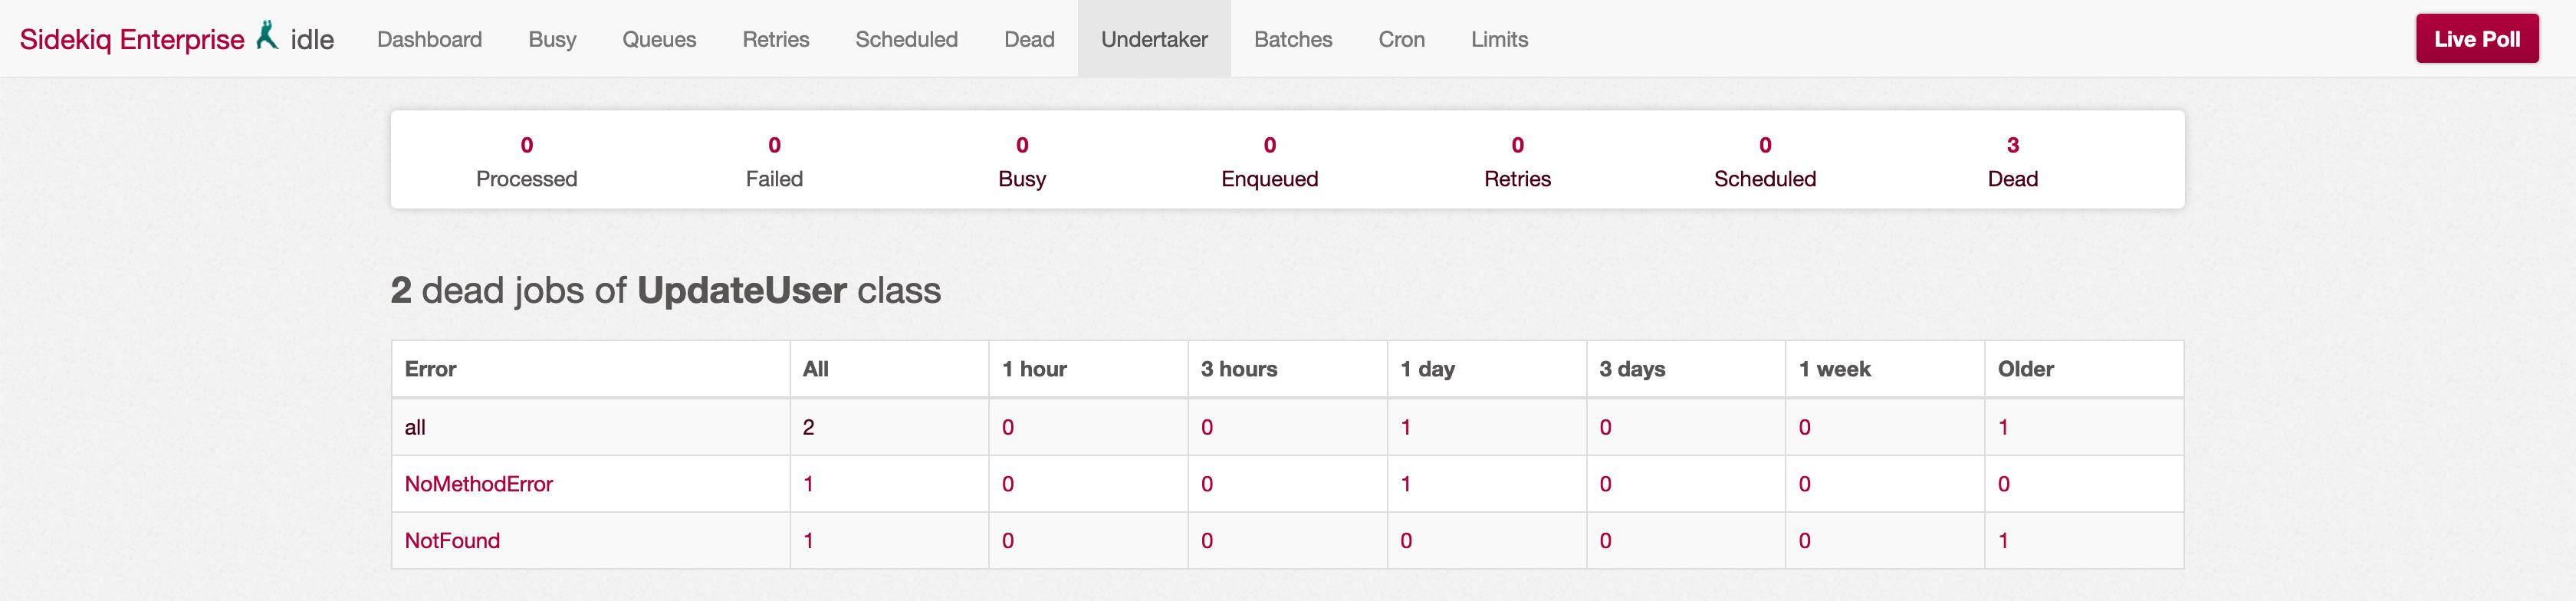 Sidekiq Enterprise idle Dashboard Busy Queues Retries Scheduled Dead Undertaker Batches Cron Limits Live Poll
0 0 0 0 0 0 3
Processed Failed Busy Enqueued Retries Scheduled Dead
2 dead jobs of UpdateUser class
Error All 1 hour 3 hours 1 day 3 days 1 week Older
all 2 0 0 1 0 0 1
NoMethodError 1 0 0 1 0 0 0
NotFound 1 0 0 0 0 0 1